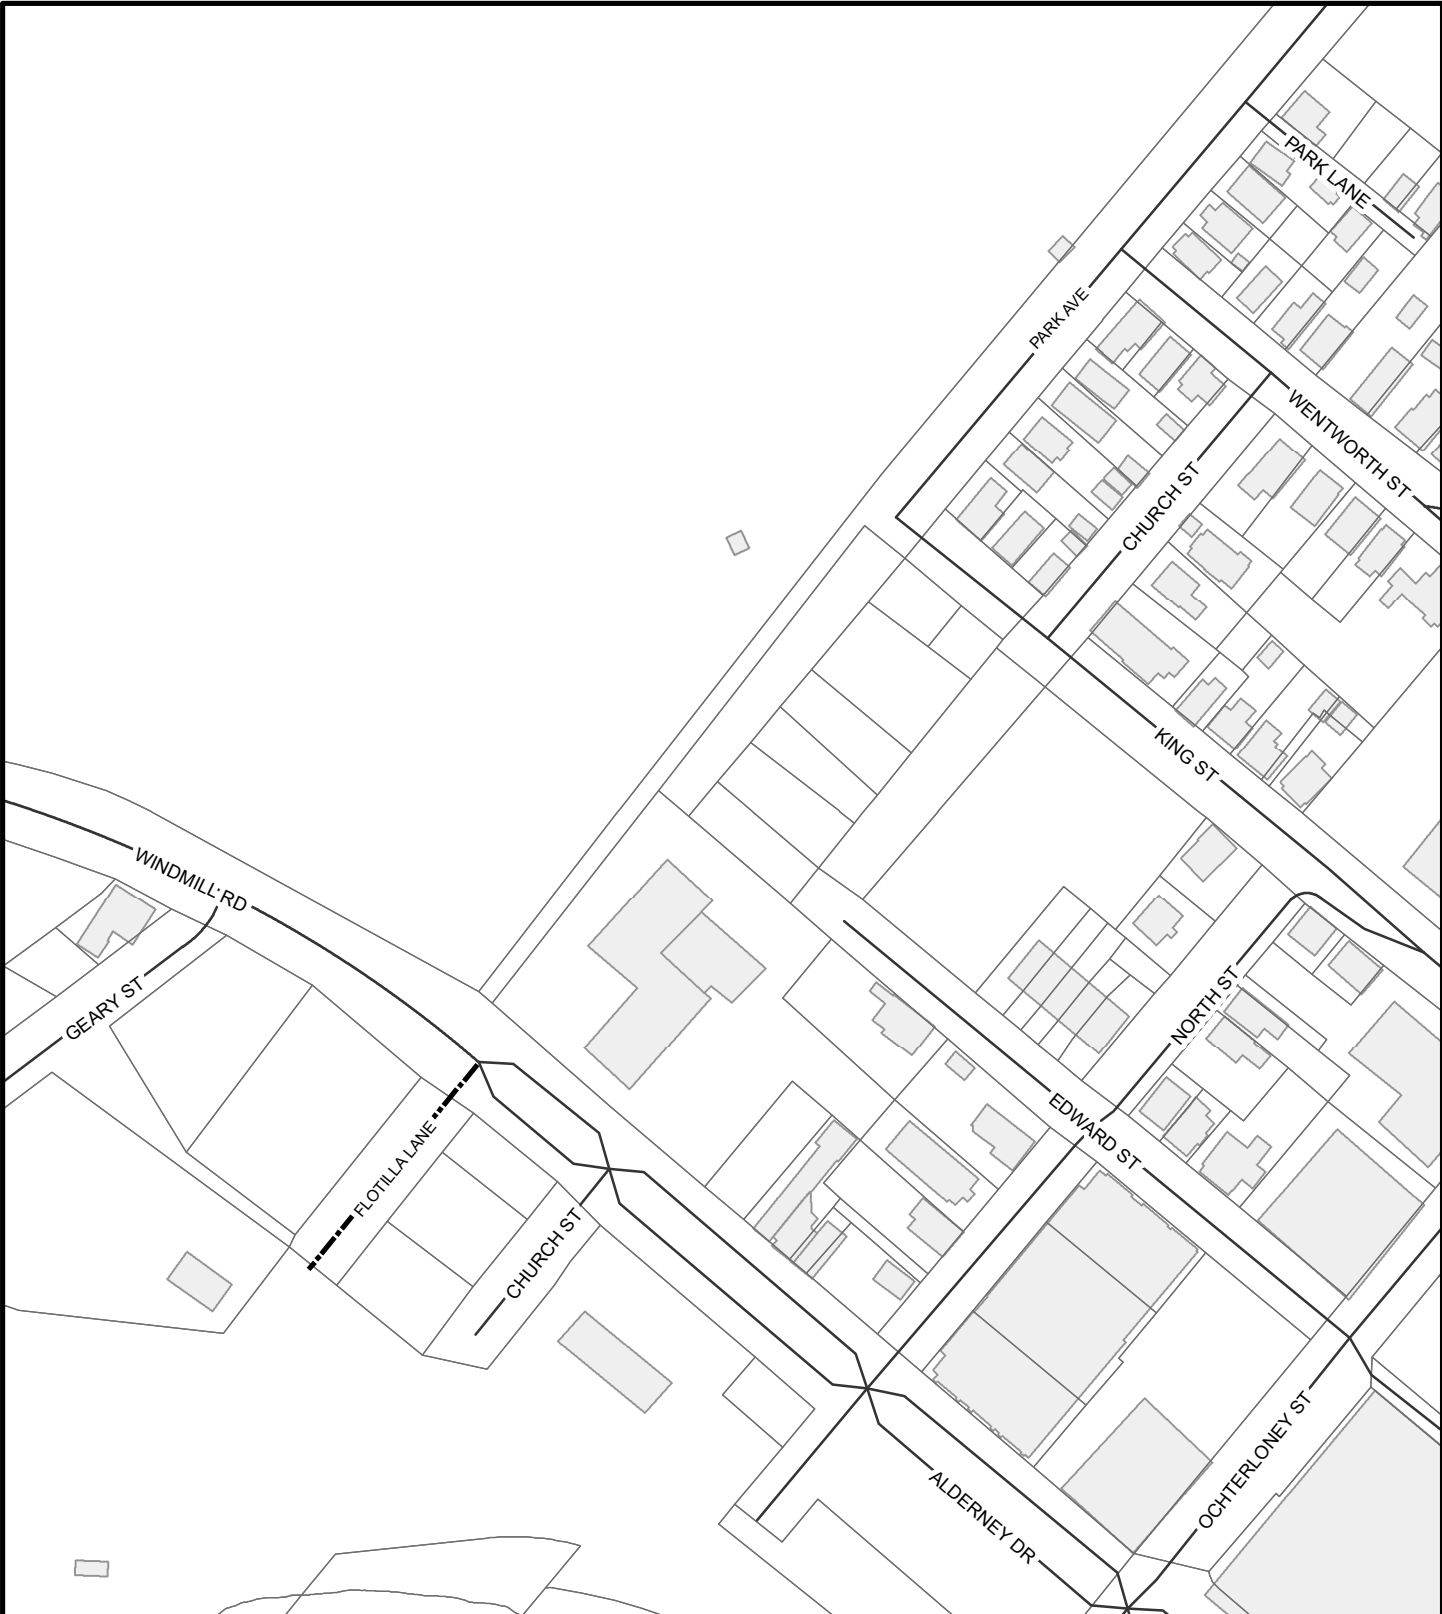 PARK LANE
PARK AVE
WENTWORTH ST
CHURCH ST
KING ST
WINDMILL RD
GEARY ST
NORTH ST
EDWARD ST
FLOTILLA LANE
CHURCH ST
OCHTERLONEY ST
ALDERNEY DR